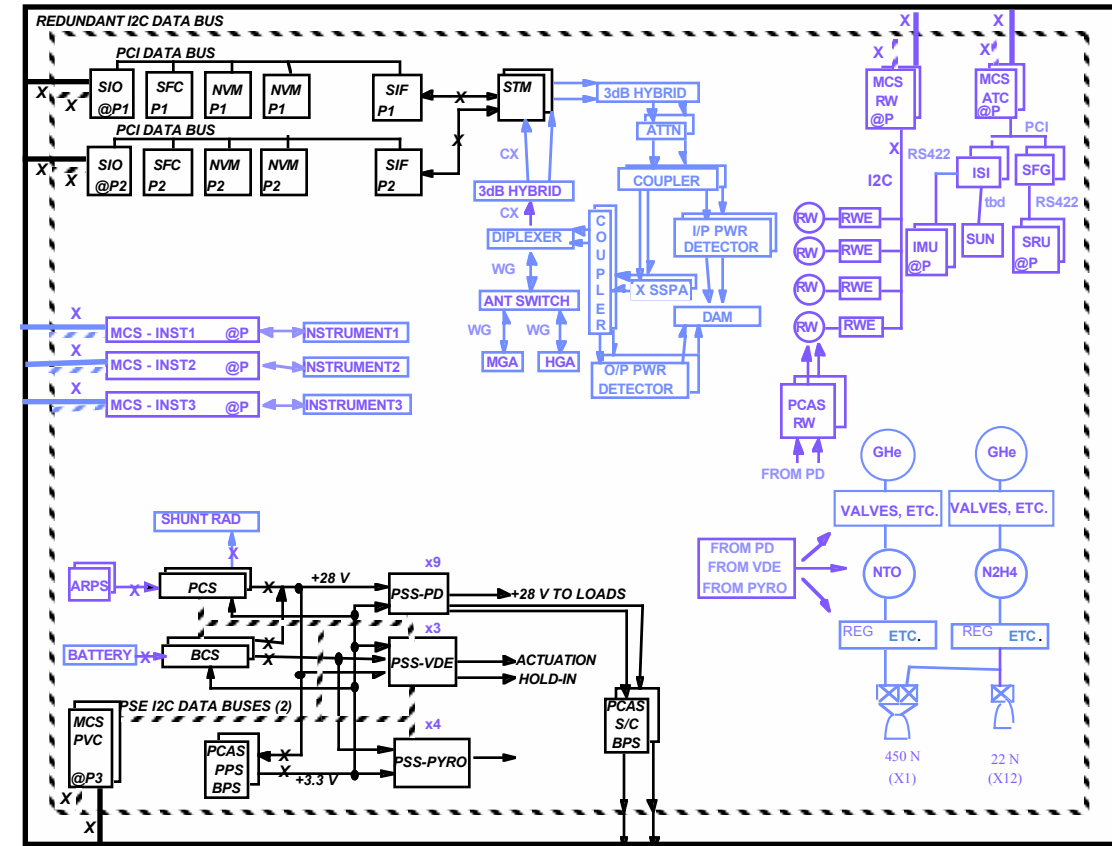 REDUNDANT I2C DATA BUS
PCI DATA BUS
SIO
@P1
SFC
P1
NVM
P1
NVM
P1
SIF
P1
X
X
X
PCI DATA BUS
SIO
@P2
SFC
P2
NVM
P2
NVM
P2
SIF
P2
X
X
X
STM
3dB HYBRID
ATTN
CX
COUPLER
3dB HYBRID
CX
DIPLEXER
COUPLER
I/P PWR
DETECTOR
WG
X SSPA
ANT SWITCH
DAM
WG
WG
MGA
HGA
O/P PWR
DETECTOR
X
X
MCS
RW
@P
X
X
X
MCS
ATC
@P
PCI
RS422
I2C
ISI
SFG
tbd
RS422
RW
RWE
RW
RWE
RW
RWE
RW
RWE
IMU
@P
SUN
SRU
@P
PCAS
RW
FROM PD
X
MCS - INST1 @P
INSTRUMENT1
X
MCS - INST2 @P
INSTRUMENT2
X
MCS - INST3 @P
INSTRUMENT3
GHe
GHe
VALVES, ETC.
VALVES, ETC.
FROM PD
FROM VDE
FROM PYRO
NTO
N2H4
REG ETC.
REG ETC.
450 N
(X1)
22 N
(X12)
SHUNT RAD
X
ARPS
X
PCS
X
+28 V
x9
PSS-PD
+28 V TO LOADS
BATTERY
X
BCS
X
X
x3
PSS-VDE
ACTUATION
HOLD-IN
PSE I2C DATA BUSES (2)
MCS
PVC
@P3
X
X
PCAS
PPS
BPS
X
X
+3.3 V
x4
PSS-PYRO
PCAS
S/C
BPS